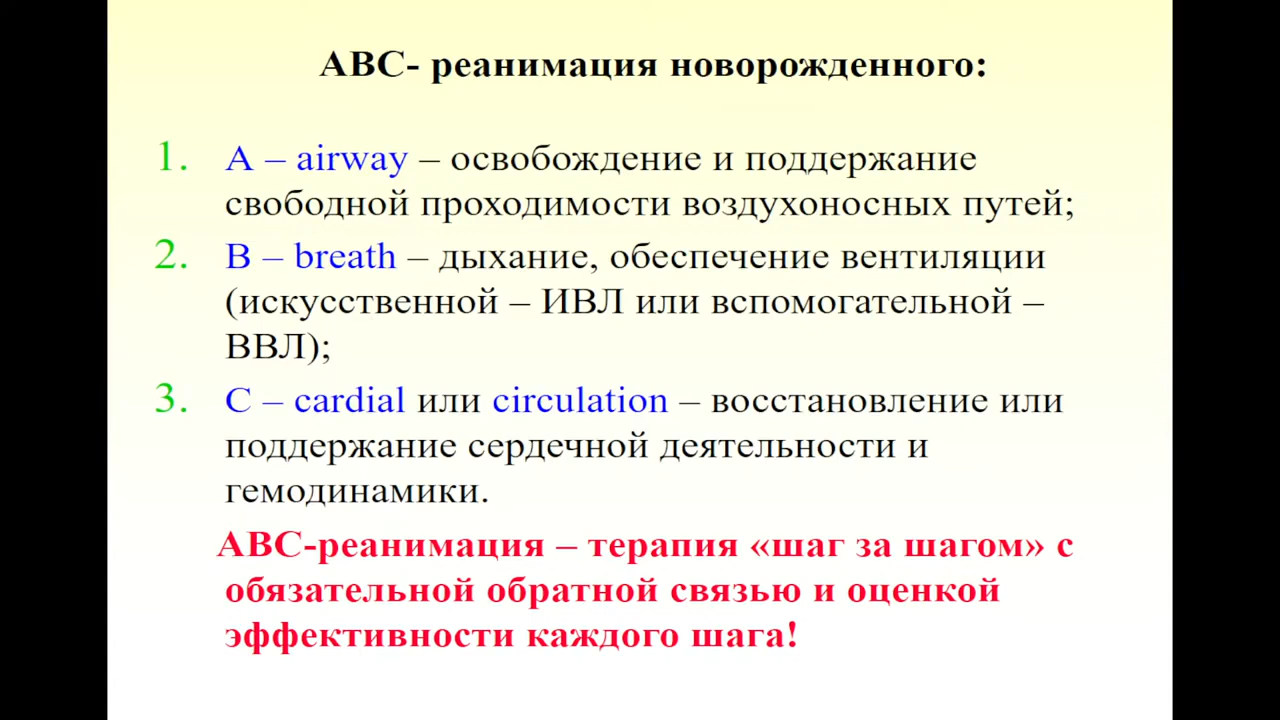 АВС- реанимация новорожденного:
1. А – airway – освобождение и поддержание
свободной проходимости воздухоносных путей;
2. В – breath – дыхание, обеспечение вентиляции
(искусственной – ИВЛ или вспомогательной –
ВВЛ);
3. С – cardial или circulation – восстановление или
поддержание сердечной деятельности и
гемодинамики.
АВС-реанимация – терапия «шаг за шагом» с
обязательной обратной связью и оценкой
эффективности каждого шага!